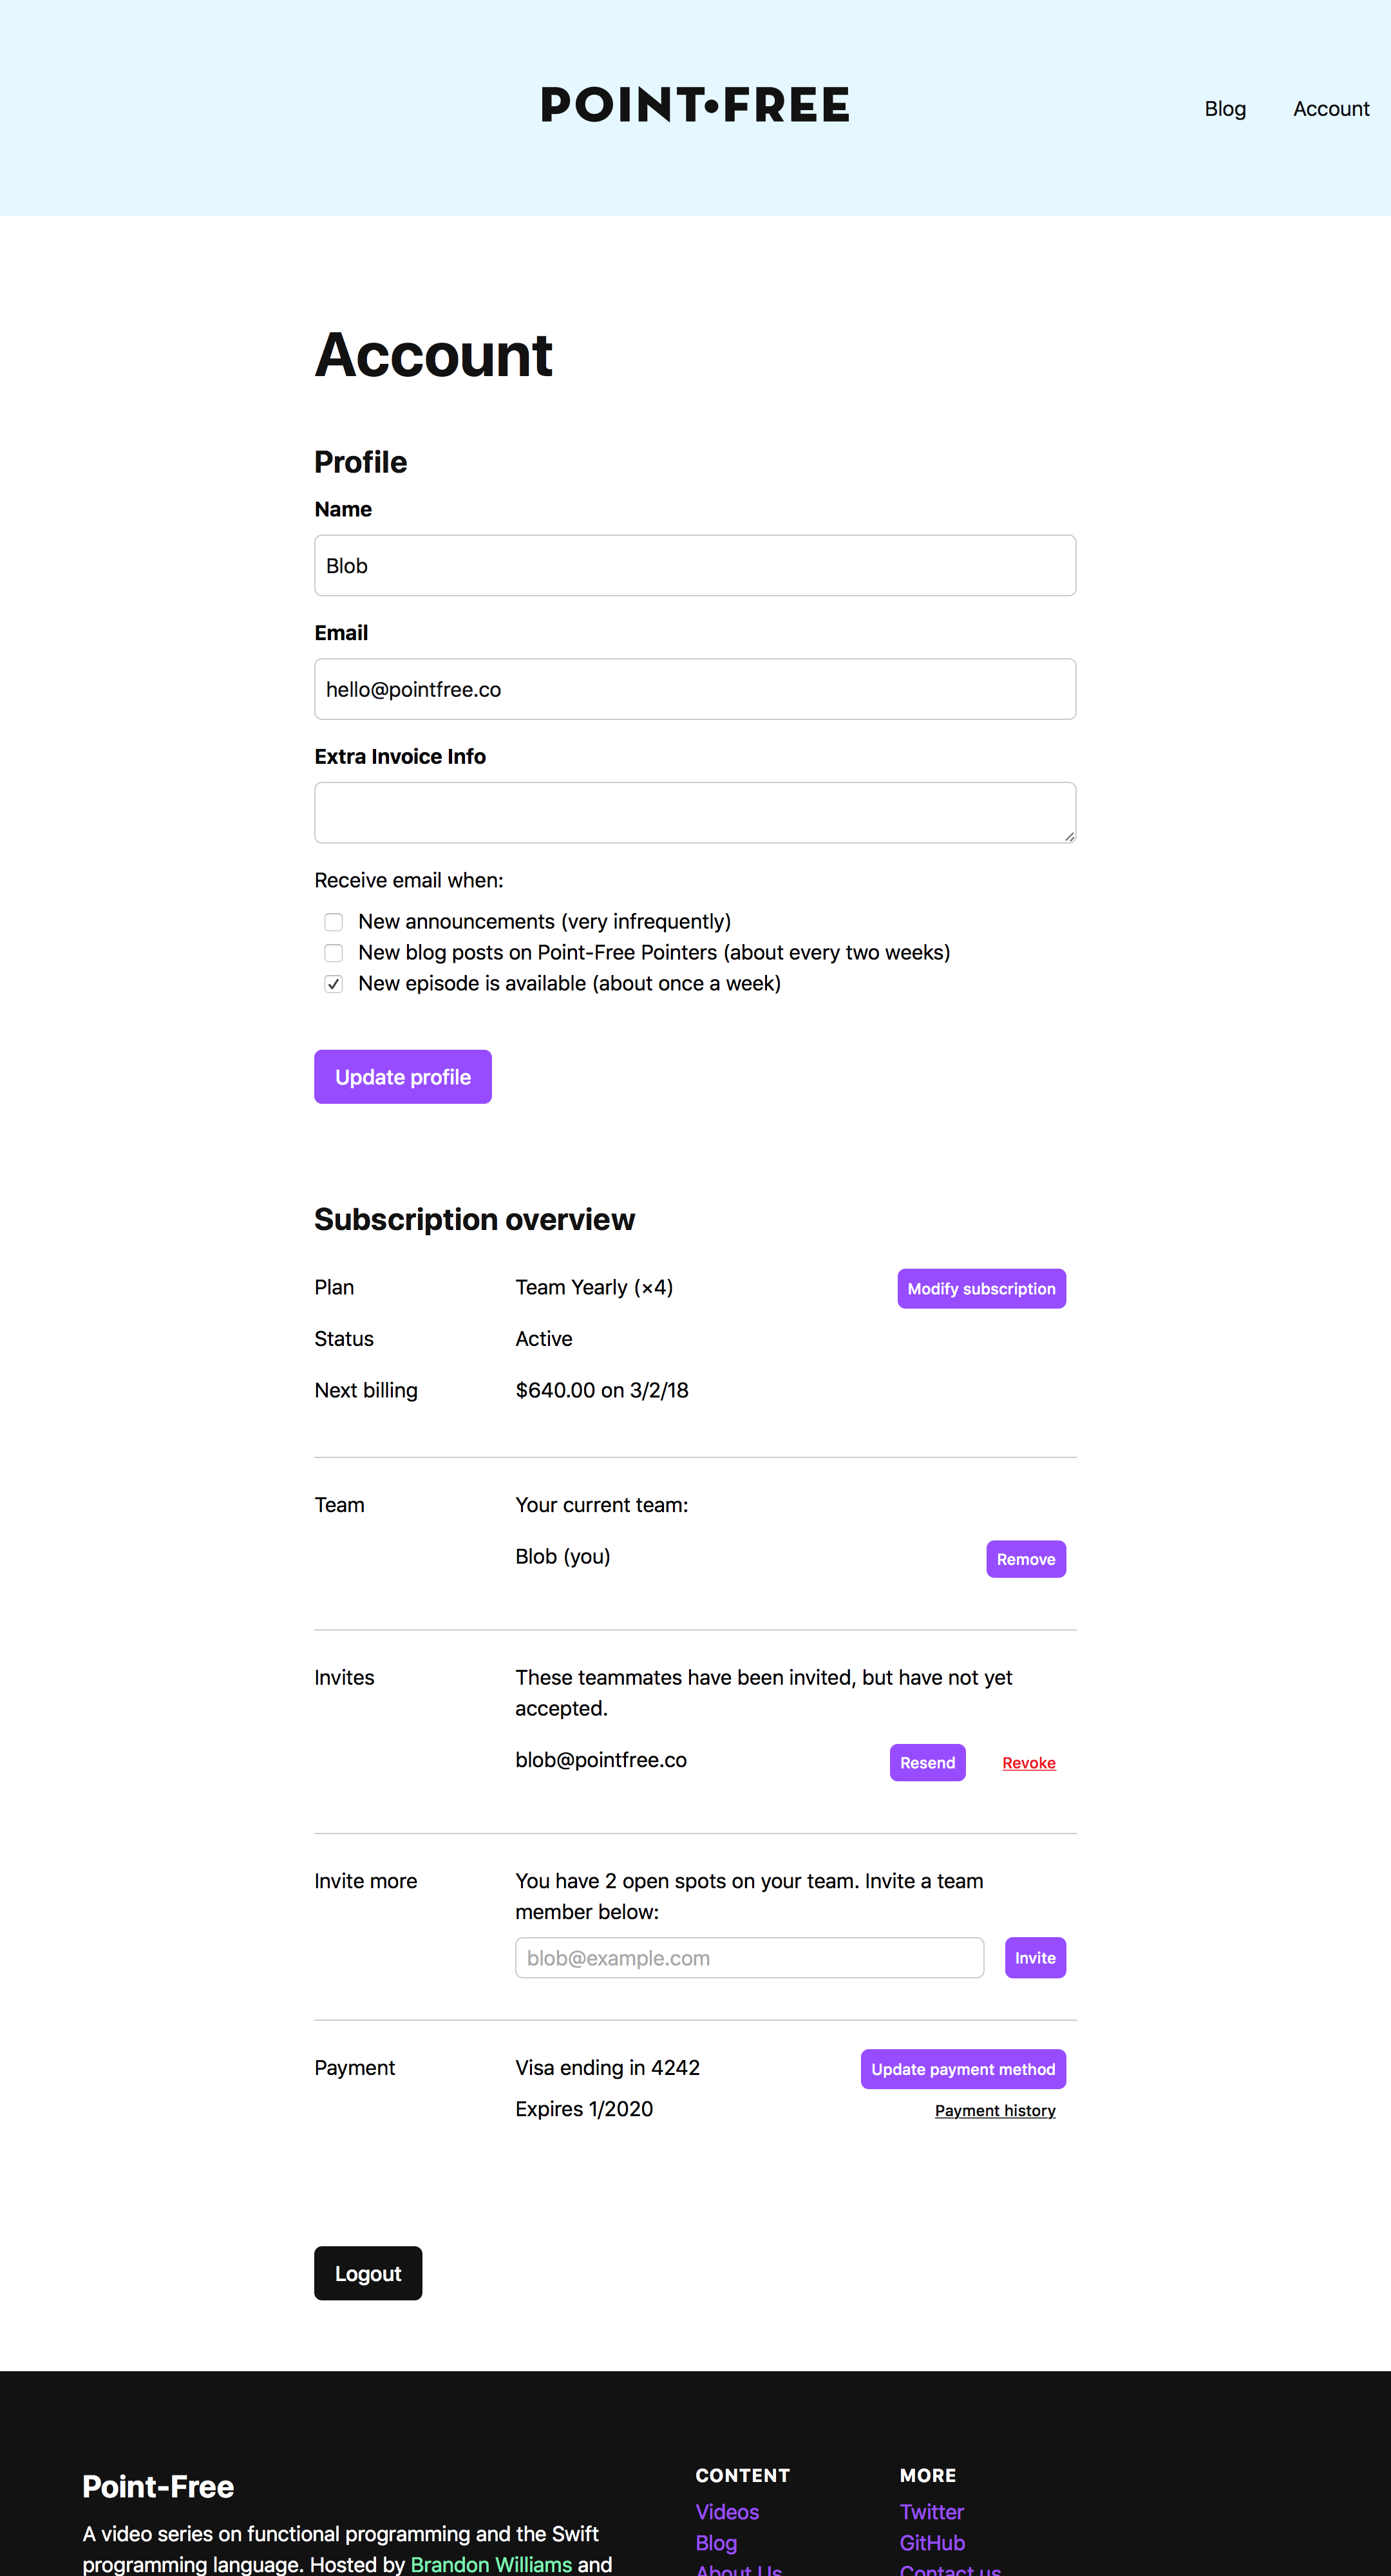 POINT•FREE
Blog
Account
Account
Profile
Name
Blob
Email
hello@pointfree.co
Extra Invoice Info
Receive email when:
New announcements (very infrequently)
New blog posts on Point-Free Pointers (about every two weeks)
New episode is available (about once a week)
Update profile
Subscription overview
Plan
Team Yearly (×4)
Modify subscription
Status
Active
Next billing
$640.00 on 3/2/18
Team
Your current team:
Blob (you)
Remove
Invites
These teammates have been invited, but have not yet
accepted.
blob@pointfree.co
Resend
Revoke
Invite more
You have 2 open spots on your team. Invite a team
member below:
blob@example.com
Invite
Payment
Visa ending in 4242
Update payment method
Expires 1/2020
Payment history
Logout
Point-Free
A video series on functional programming and the Swift
programming language. Hosted by Brandon Williams and
CONTENT
Videos
Blog
About Us
MORE
Twitter
GitHub
Contact us